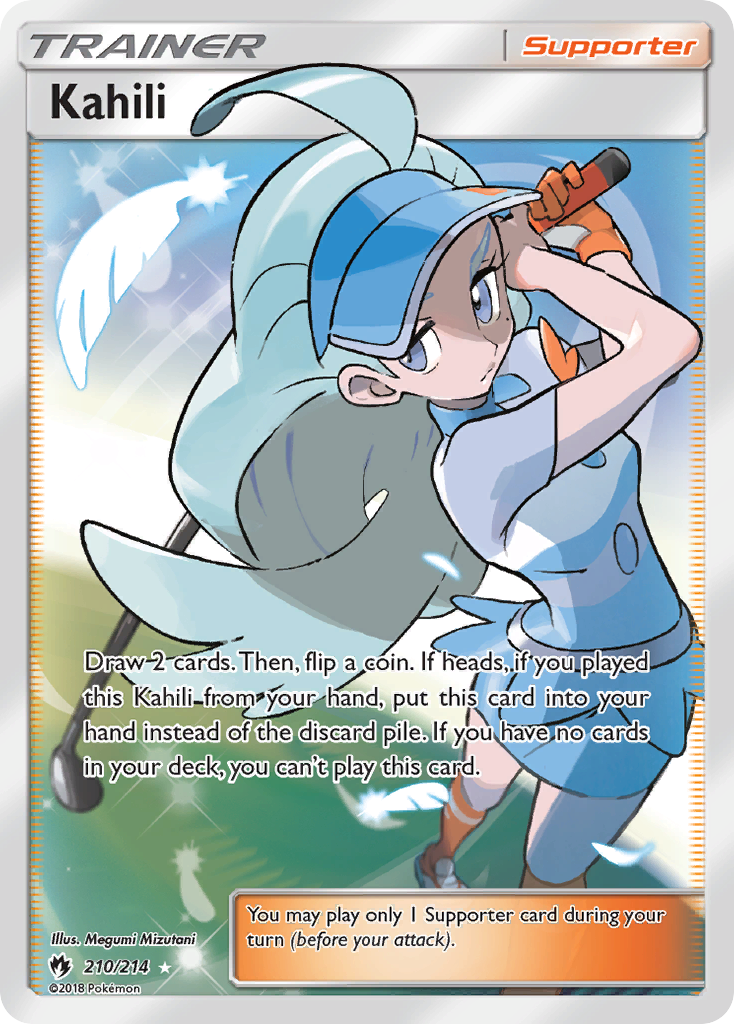 TRAINER
Supporter
Kahili
Draw 2 cards. Then, flip a coin. If heads, if you played
this Kahili from your hand, put this card into your
hand instead of the discard pile. If you have no cards
in your deck, you can't play this card.
You may play only 1 Supporter card during your
turn (before your attack).
Illus. Megumi Mizutani
210/214 ★
©2018 Pokémon